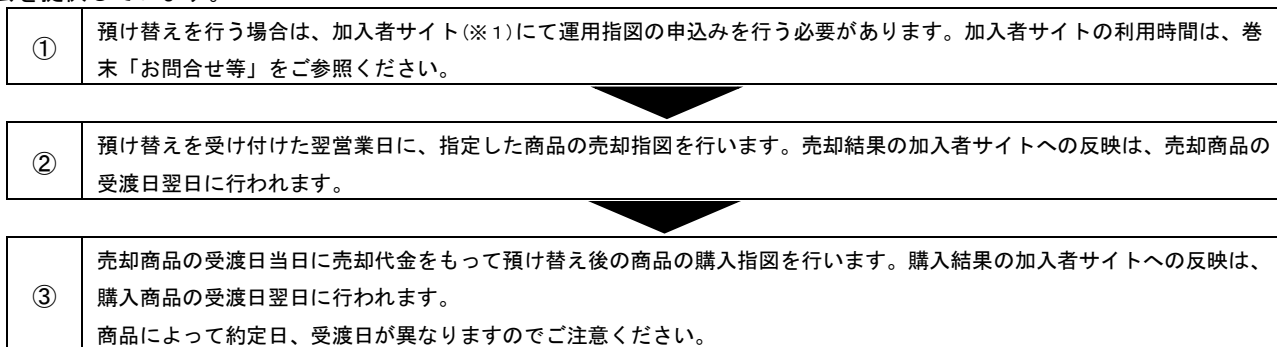 ①
預け替えを行う場合は、加入者サイト(※1)にて運用指図の申込みを行う必要があります。加入者サイトの利用時間は、巻
末「お問合せ等」をご参照ください。
②
預け替えを受け付けた翌営業日に、指定した商品の売却指図を行います。売却結果の加入者サイトへの反映は、売却商品の
受渡日翌日に行われます。
③
売却商品の受渡日当日に売却代金をもって預け替え後の商品の購入指図を行います。購入結果の加入者サイトへの反映は、
購入商品の受渡日翌日に行われます。
商品によって約定日、受渡日が異なりますのでご注意ください。